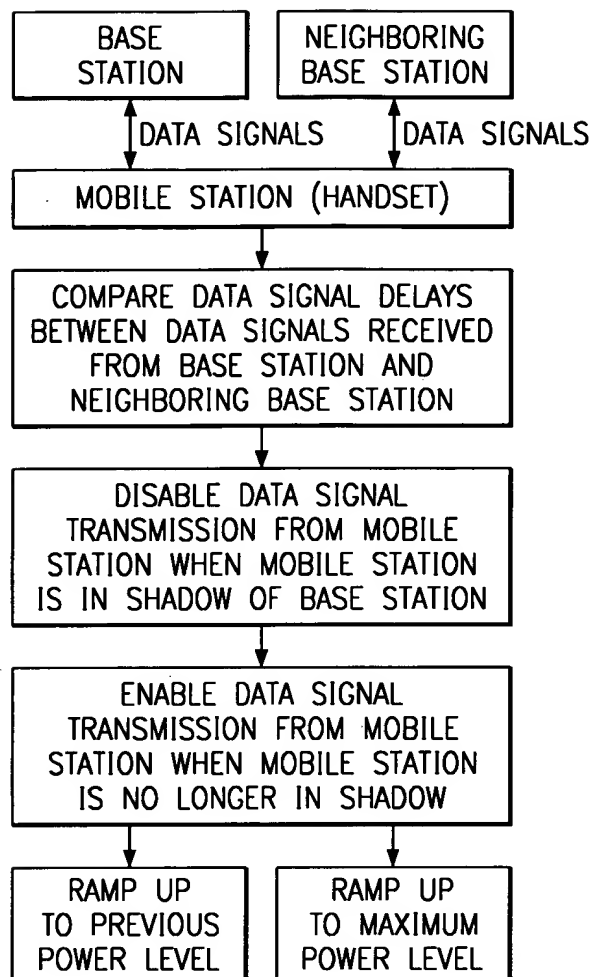 BASE
STATION
NEIGHBORING
BASE STATION
DATA SIGNALS
DATA SIGNALS
MOBILE STATION (HANDSET)
COMPARE DATA SIGNAL DELAYS
BETWEEN DATA SIGNALS RECEIVED
FROM BASE STATION AND
NEIGHBORING BASE STATION
DISABLE DATA SIGNAL
TRANSMISSION FROM MOBILE
STATION WHEN MOBILE STATION
IS IN SHADOW OF BASE STATION
ENABLE DATA SIGNAL
TRANSMISSION FROM MOBILE
STATION WHEN MOBILE STATION
IS NO LONGER IN SHADOW
RAMP UP
TO PREVIOUS
POWER LEVEL
RAMP UP
TO MAXIMUM
POWER LEVEL